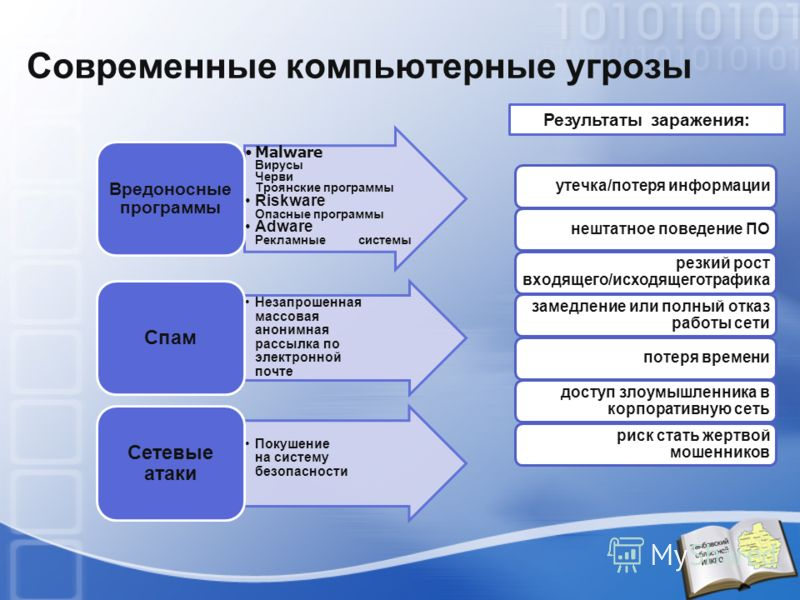 Современные компьютерные угрозы
Результаты заражения:
Вредоносные
программы
• Malware
Вирусы
Черви
Троянские программы
• Riskware
Опасные программы
• Adware
Рекламные системы
Спам
• Незапрошенная
массовая
анонимная
рассылка по
электронной
почте
Сетевые
атаки
• Покушение
на систему
безопасности
утечка/потеря информации
нештатное поведение ПО
резкий рост
входящего/исходящеготрафика
замедление или полный отказ
работы сети
потеря времени
доступ злоумышленника в
корпоративную сеть
риск стать жертвой
мошенников
Тамбовский
областной